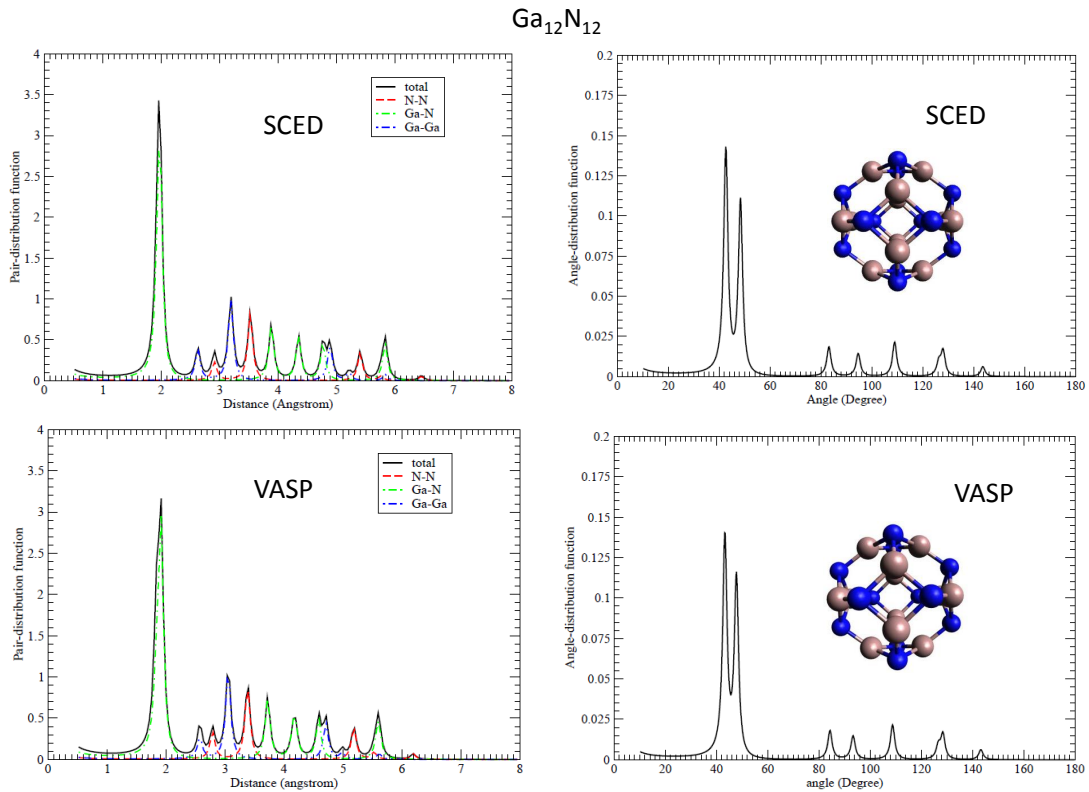 Ga12N12
4
3.5
3
2.5
2
1.5
1
0.5
0
Pair-distribution function
total
N-N
Ga-N
Ga-Ga
SCED
0 1 2 3 4 5 6 7 8
Distance (Angstrom)
0.2
0.175
0.15
0.125
0.1
0.075
0.05
0.025
0
Angle-distribution function
SCED
0 20 40 60 80 100 120 140 160 180
Angle (Degree)
4
3.5
3
2.5
2
1.5
1
0.5
0
Pair-distribution function
total
N-N
Ga-N
Ga-Ga
VASP
0 1 2 3 4 5 6 7 8
Distance (angstrom)
0.2
0.175
0.15
0.125
0.1
0.075
0.05
0.025
0
Angle-distribution function
VASP
0 20 40 60 80 100 120 140 160 180
angle (Degree)